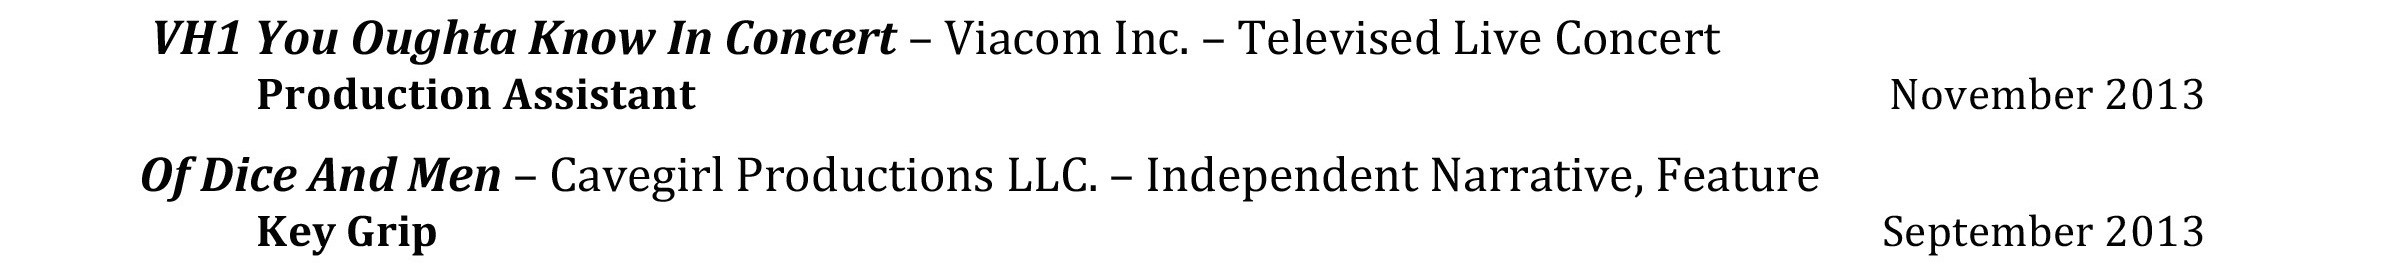 VH1 You Oughta Know In Concert – Viacom Inc. – Televised Live Concert
Production Assistant November 2013
Of Dice And Men – Cavegirl Productions LLC. – Independent Narrative, Feature
Key Grip September 2013